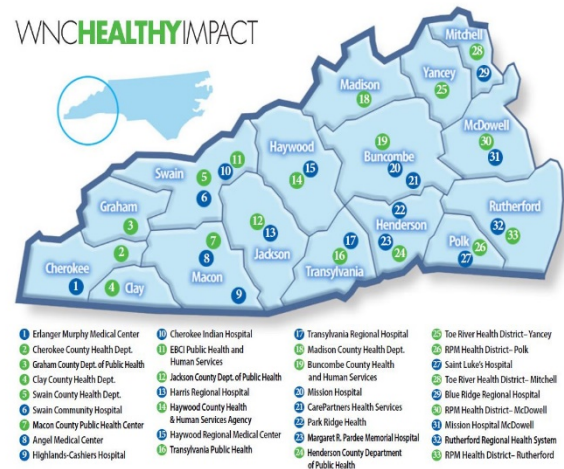 WNCHEALTHYIMPACT
Mitchell
28
29
Yancey
25
Madison
18
McDowell
30
31
Buncombe
19
20
21
Haywood
15
14
Swain
11
10
5
6
Graham
3
Rutherford
32
33
Henderson
22
23
24
Polk
26
27
Jackson
12
13
Transylvania
17
16
Macon
7
8
9
Cherokee
2
1
Clay
4
1 Erlanger Murphy Medical Center
2 Cherokee County Health Dept.
3 Graham County Dept. of Public Health
4 Clay County Health Dept.
5 Swain County Health Dept.
6 Swain Community Hospital
7 Macon County Public Health Center
8 Angel Medical Center
9 Highlands-Cashiers Hospital
10 Cherokee Indian Hospital
11 EBCI Public Health and
Human Services
12 Jackson County Dept. of Public Health
13 Harris Regional Hospital
14 Haywood County Health
& Human Services Agency
15 Haywood Regional Medical Center
16 Transylvania Public Health
17 Transylvania Regional Hospital
18 Madison County Health Dept.
19 Buncombe County Health
and Human Services
20 Mission Hospital
21 CarePartners Health Services
22 Park Ridge Health
23 Margaret R. Pardee Memorial Hospital
24 Henderson County Department
of Public Health
25 Toe River Health District– Yancey
26 RPM Health District– Polk
27 Saint Luke's Hospital
28 Toe River Health District– Mitchell
29 Blue Ridge Regional Hospital
30 RPM Health District– McDowell
31 Mission Hospital McDowell
32 Rutherford Regional Health System
33 RPM Health District– Rutherford